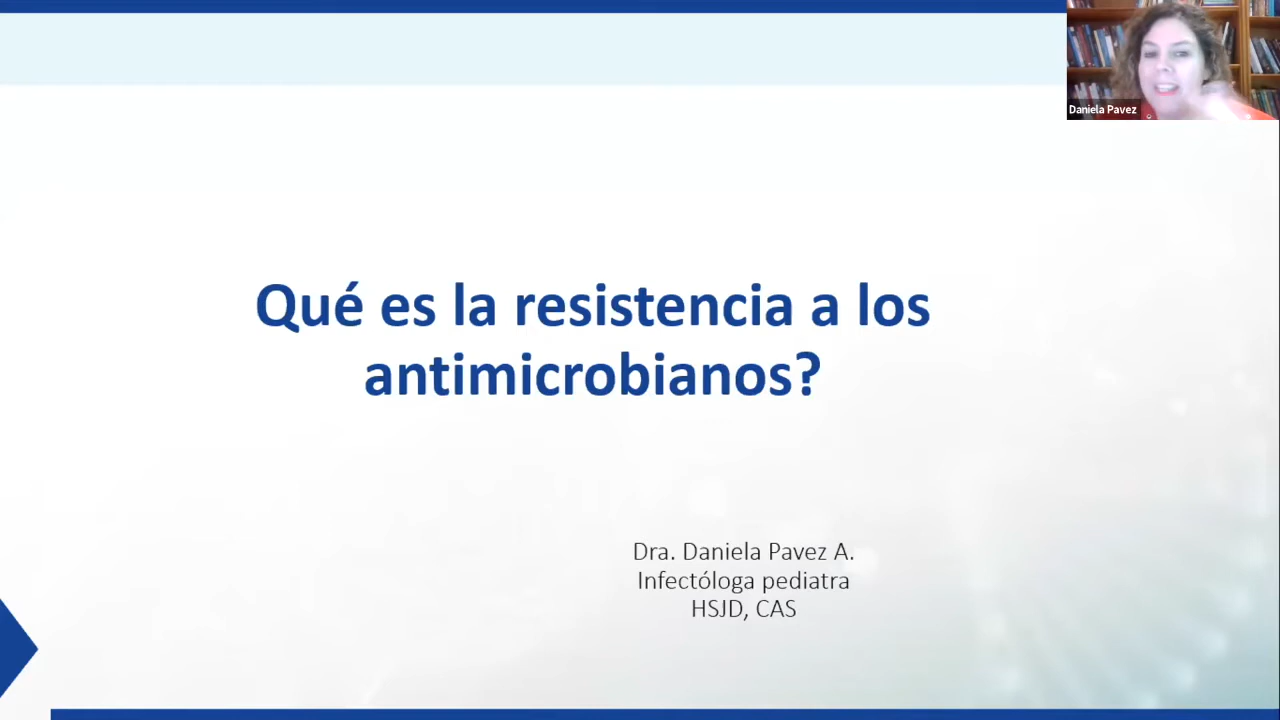 Daniela Pavez
Qué es la resistencia a los
antimicrobianos?
Dra. Daniela Pavez A.
Infectóloga pediatra
HSJD, CAS